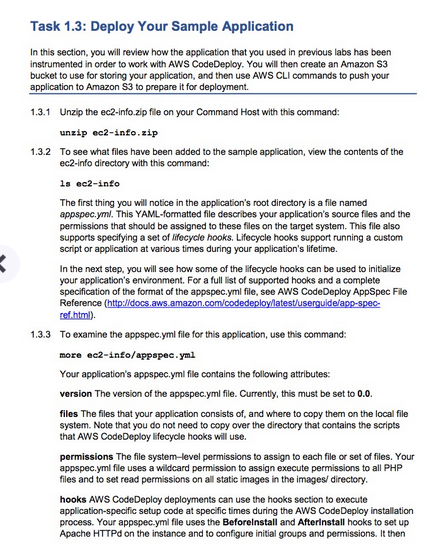 Task 1.3: Deploy Your Sample Application
In this section, you will review how the application that you used in previous labs has been
instrumented in order to work with AWS CodeDeploy. You will then create an Amazon S3
bucket to use for storing your application, and then use AWS CLI commands to push your
application to Amazon S3 to prepare it for deployment.
1.3.1 Unzip the ec2-info.zip file on your Command Host with this command:
unzip ec2-info.zip
1.3.2 To see what files have been added to the sample application, view the contents of the
ec2-info directory with this command:
ls ec2-info
The first thing you will notice in the application's root directory is a file named
appspec.yml. This YAML-formatted file describes your application's source files and the
permissions that should be assigned to these files on the target system. This file also
supports specifying a set of lifecycle hooks. Lifecycle hooks support running a custom
script or application at various times during your application's lifetime.
In the next step, you will see how some of the lifecycle hooks can be used to initialize
your application's environment. For a full list of supported hooks and a complete
specification of the format of the appspec.yml file, see AWS CodeDeploy AppSpec File
Reference (http://docs.aws.amazon.com/codedeploy/latest/userguide/app-spec-
ref.html).
1.3.3 To examine the appspec.yml file for this application, use this command:
more ec2-info/appspec.yml
Your application's appspec.yml file contains the following attributes:
version The version of the appspec.yml file. Currently, this must be set to 0.0.
files The files that your application consists of, and where to copy them on the local file
system. Note that you do not need to copy over the directory that contains the scripts
that AWS CodeDeploy lifecycle hooks will use.
permissions The file system–level permissions to assign to each file or set of files. Your
appspec.yml file uses a wildcard permission to assign execute permissions to all PHP
files and to set read permissions on all static images in the images/ directory.
hooks AWS CodeDeploy deployments can use the hooks section to execute
application-specific setup code at specific times during the AWS CodeDeploy installation
process. Your appspec.yml file uses the BeforeInstall and AfterInstall hooks to set up
Apache HTTPd on the instance and to configure initial groups and permissions. It then